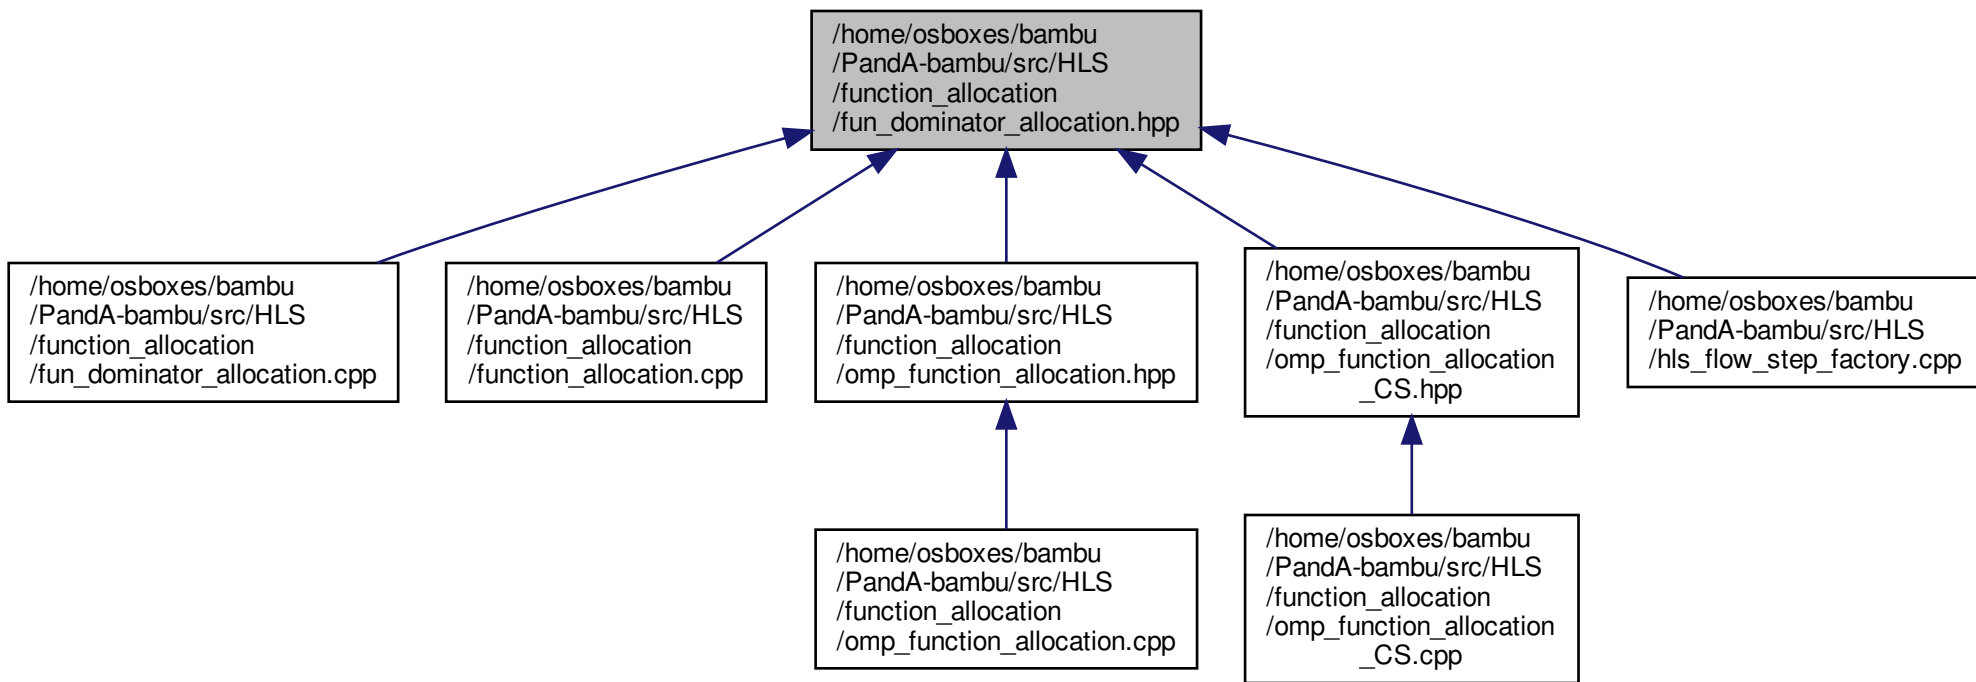 /home/osboxes/bambu
/PandA-bambu/src/HLS
/function_allocation
/fun_dominator_allocation.hpp
/home/osboxes/bambu
/PandA-bambu/src/HLS
/function_allocation
/fun_dominator_allocation.cpp
/home/osboxes/bambu
/PandA-bambu/src/HLS
/function_allocation
/function_allocation.cpp
/home/osboxes/bambu
/PandA-bambu/src/HLS
/function_allocation
/omp_function_allocation.hpp
/home/osboxes/bambu
/PandA-bambu/src/HLS
/function_allocation
/omp_function_allocation
_CS.hpp
/home/osboxes/bambu
/PandA-bambu/src/HLS
/hls_flow_step_factory.cpp
/home/osboxes/bambu
/PandA-bambu/src/HLS
/function_allocation
/omp_function_allocation.cpp
/home/osboxes/bambu
/PandA-bambu/src/HLS
/function_allocation
/omp_function_allocation
_CS.cpp